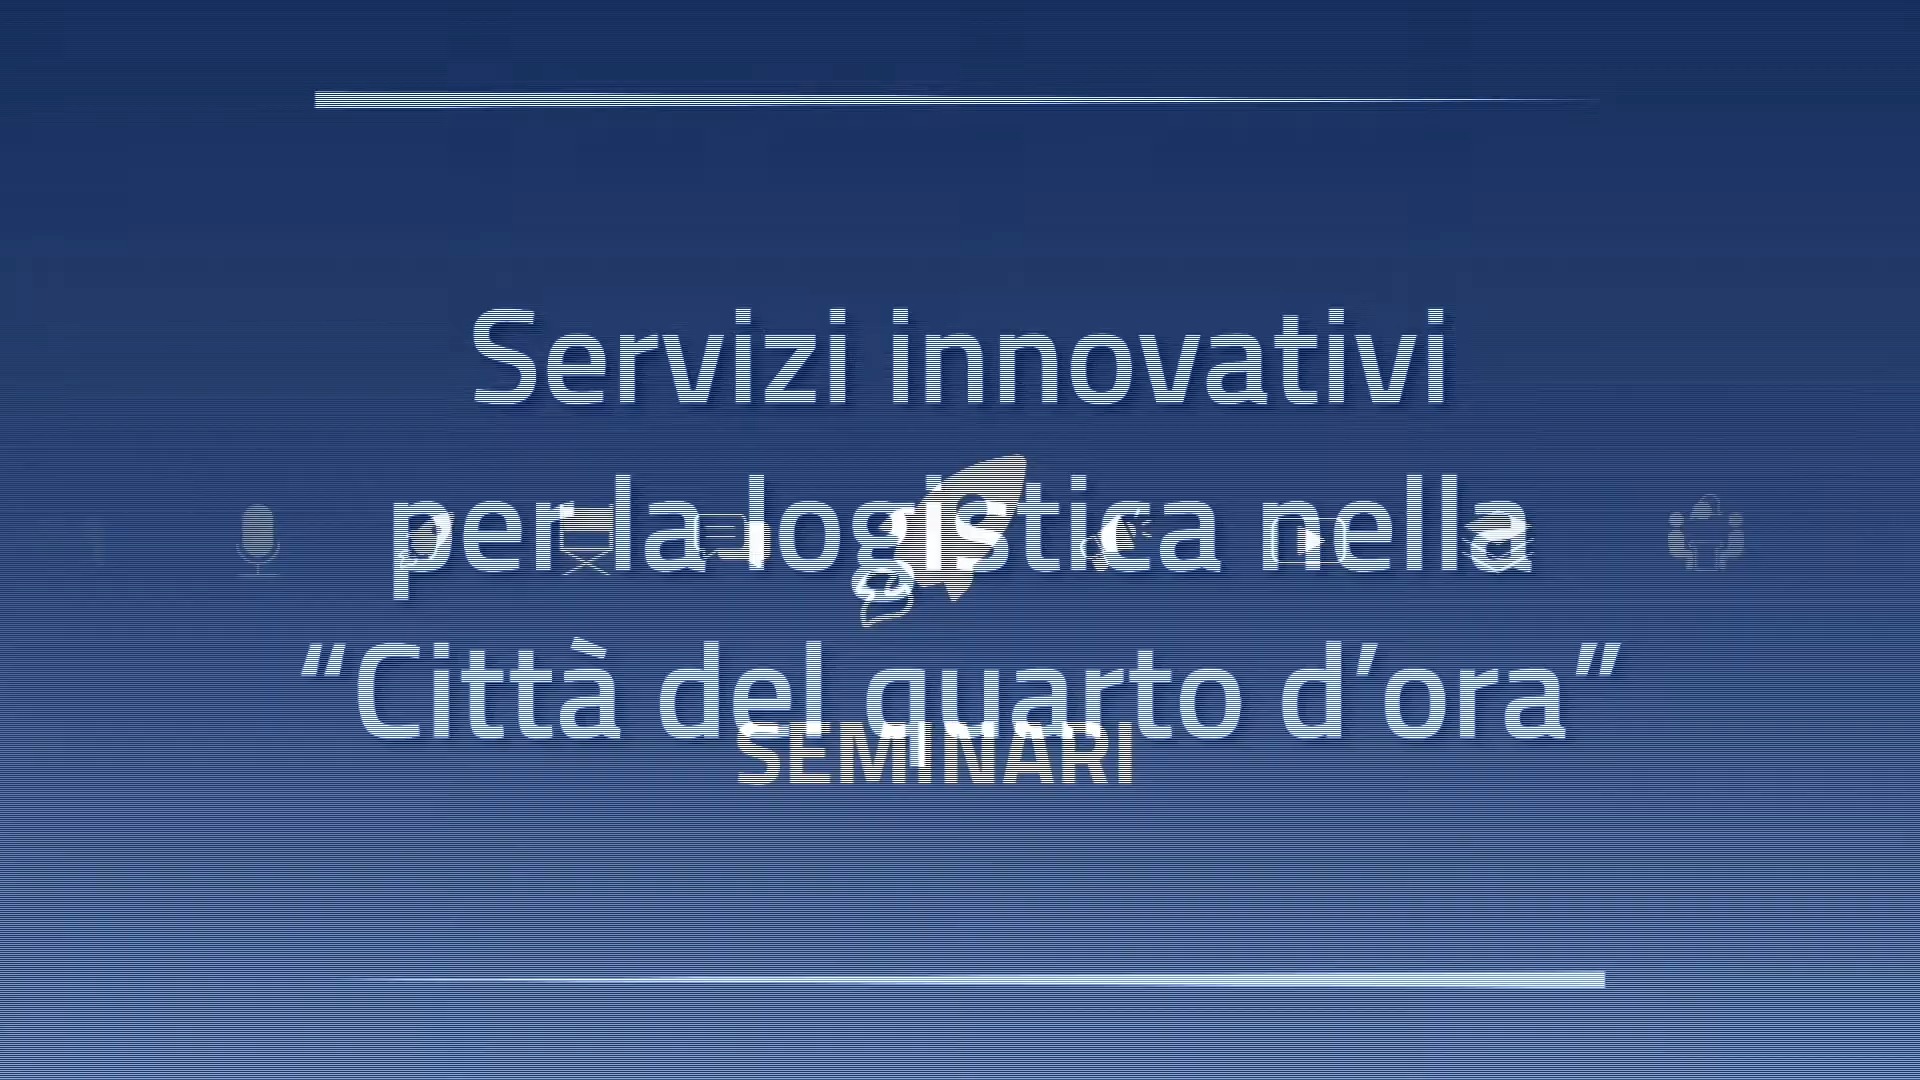 Servizi innovativi
per la logistica nella
“Città del quarto d’ora”
SEMINARI